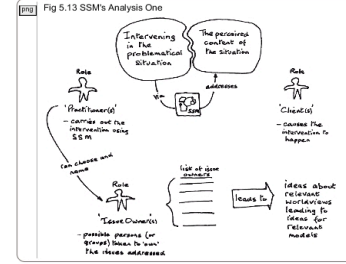 png
Fig 5.13 SSM's Analysis One
Intervening
in the
problematical
situation
The perceived
content of
the situation
via
SSM
addresses
Role
'Practitioner(s)'
- carries out the
intervention using
SSM
Role
'Client(s)'
- causes the
intervention to
happen
can choose and
name
Role
'Issue Owner(s)'
- possible persons (or
groups) taken to 'own'
the issues addressed
list of issue
owners
leads to
ideas about
relevant
worldviews
leading to
ideas for
relevant
models